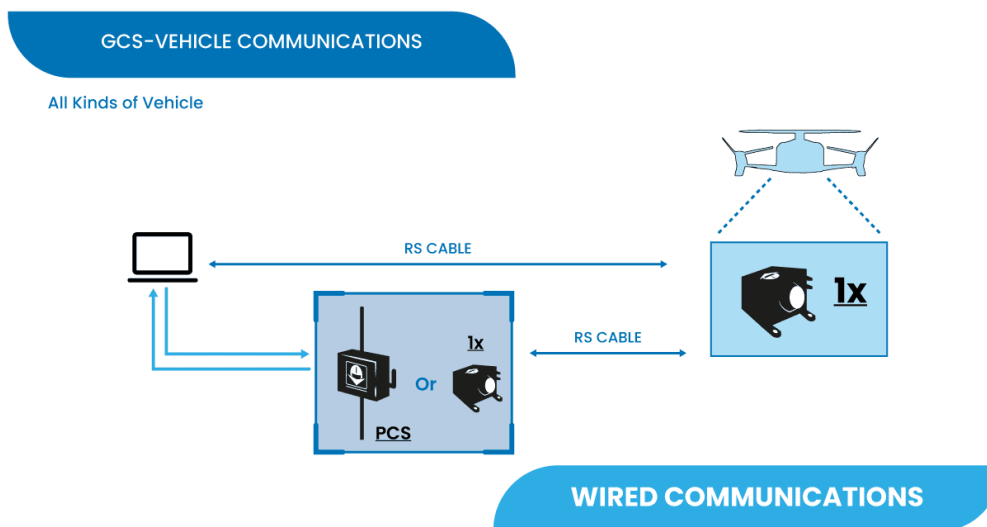 GCS-VEHICLE COMMUNICATIONS
All Kinds of Vehicle
RS CABLE
1x
RS CABLE
1x
Or
PCS
WIRED COMMUNICATIONS